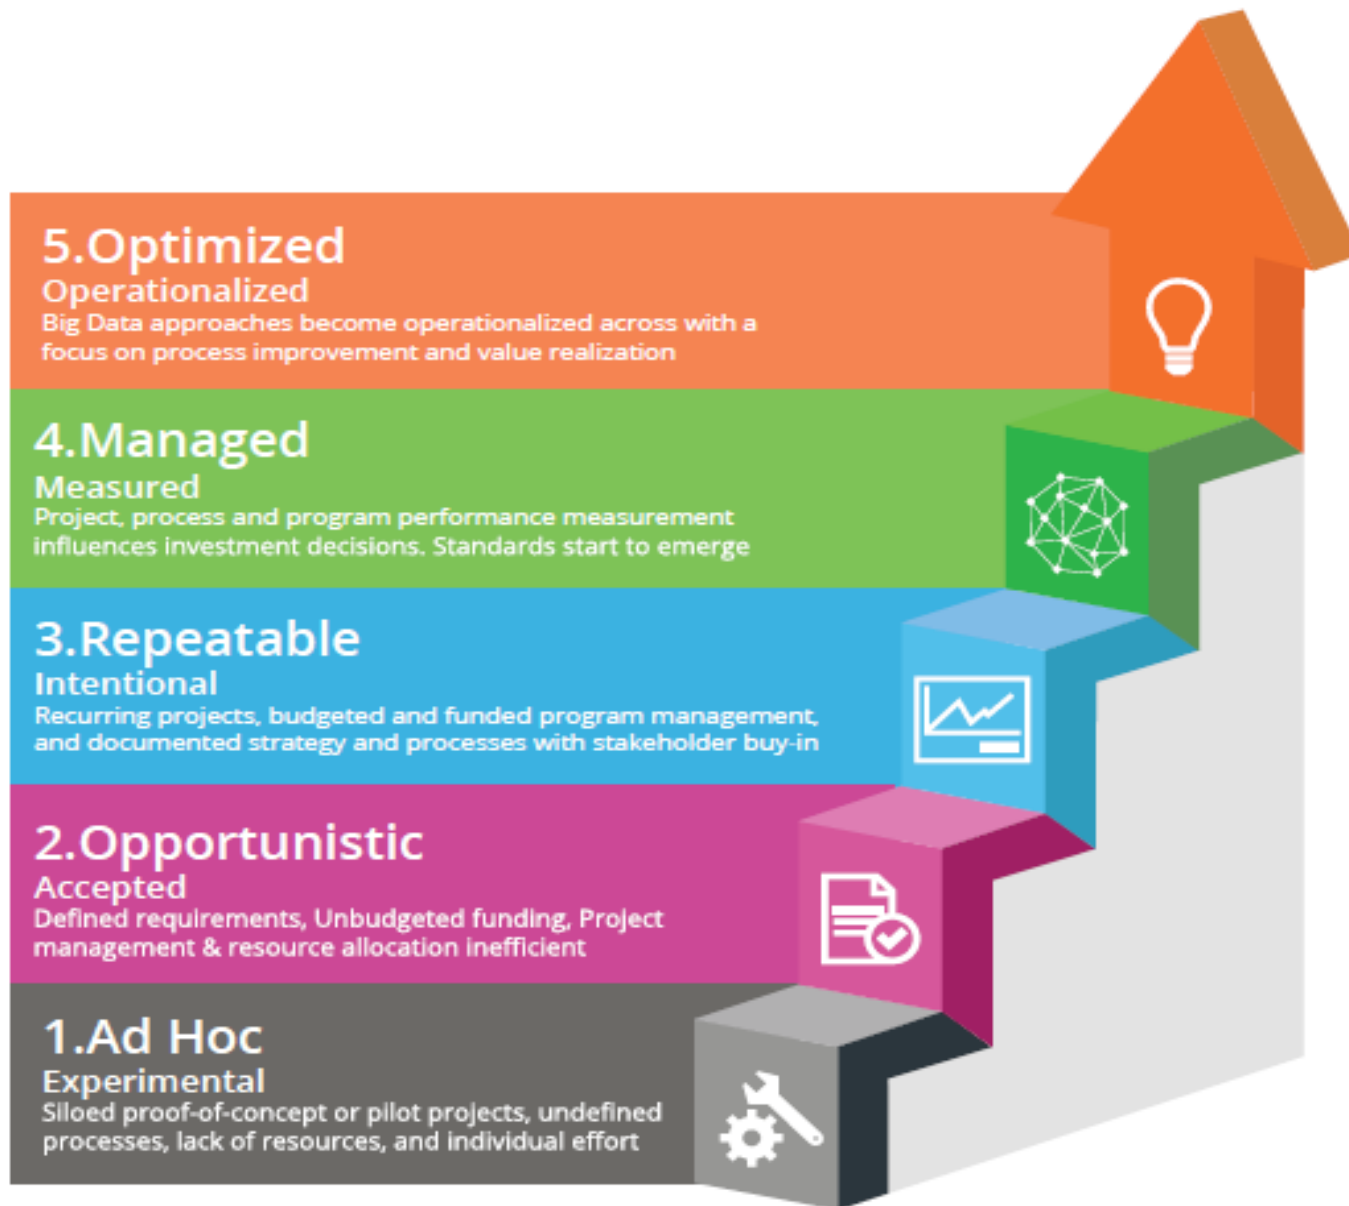 5.Optimized
Operationalized
Big Data approaches become operationalized across with a
focus on process improvement and value realization
4.Managed
Measured
Project, process and program performance measurement
influences investment decisions. Standards start to emerge
3.Repeatable
Intentional
Recurring projects, budgeted and funded program management,
and documented strategy and processes with stakeholder buy-in
2.Opportunistic
Accepted
Defined requirements, Unbudgeted funding, Project
management & resource allocation inefficient
1.Ad Hoc
Experimental
Siloed proof-of-concept or pilot projects, undefined
processes, lack of resources, and individual effort